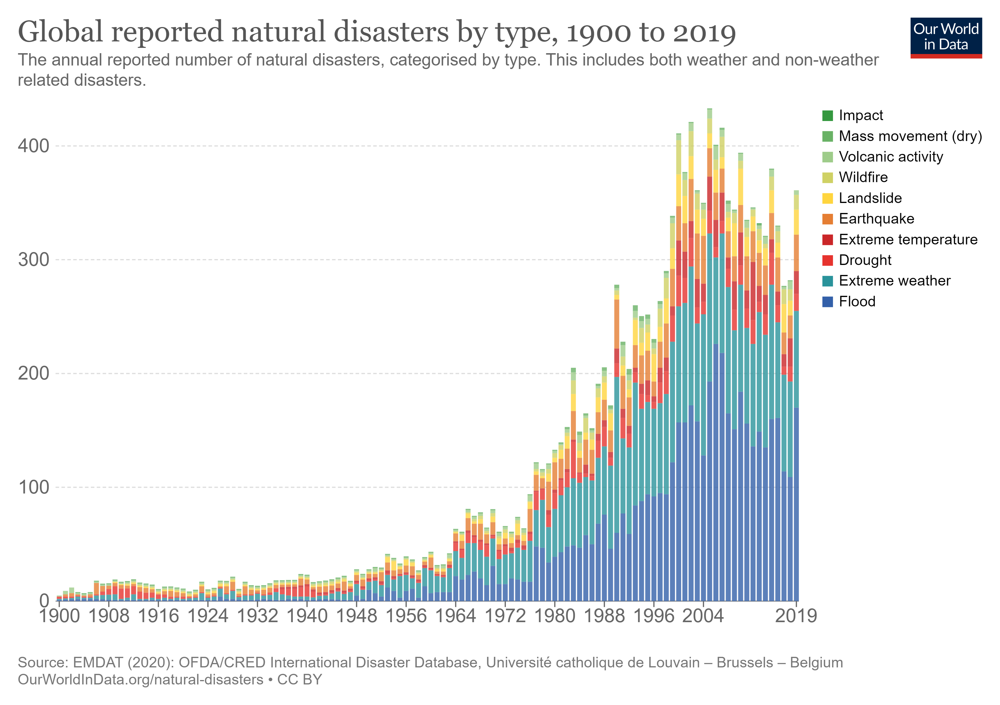 Global reported natural disasters by type, 1900 to 2019
The annual reported number of natural disasters, categorised by type. This includes both weather and non-weather
related disasters.
Our World
in Data
400
300
200
100
0
1900 1908 1916 1924 1932 1940 1948 1956 1964 1972 1980 1988 1996 2004 2019
Impact
Mass movement (dry)
Volcanic activity
Wildfire
Landslide
Earthquake
Extreme temperature
Drought
Extreme weather
Flood
Source: EMDAT (2020): OFDA/CRED International Disaster Database, Université catholique de Louvain – Brussels – Belgium
OurWorldInData.org/natural-disasters • CC BY